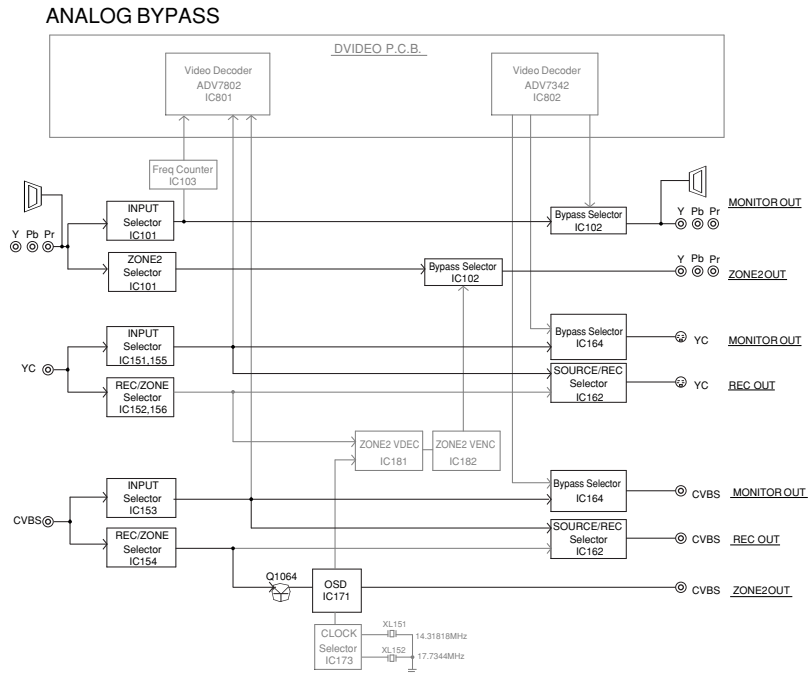 ANALOG BYPASS
DVIDEO P.C.B.
Video Decoder
ADV7802
IC801
Video Decoder
ADV7342
IC802
Freq Counter
IC103
Y Pb Pr
INPUT
Selector
IC101
Bypass Selector
IC102
Y Pb Pr
MONITOR OUT
ZONE2
Selector
IC101
Bypass Selector
IC102
Y Pb Pr
ZONE2OUT
YC
INPUT
Selector
IC151,155
Bypass Selector
IC164
YC
MONITOR OUT
REC/ZONE
Selector
IC152,156
SOURCE/REC
Selector
IC162
YC
REC OUT
ZONE2 VDEC
IC181
ZONE2 VENC
IC182
CVBS
INPUT
Selector
IC153
Bypass Selector
IC164
CVBS
MONITOR OUT
REC/ZONE
Selector
IC154
SOURCE/REC
Selector
IC162
CVBS
REC OUT
Q1064
OSD
IC171
CVBS
ZONE2OUT
CLOCK
Selector
IC173
XL151
14.31818MHz
XL152
17.7344MHz